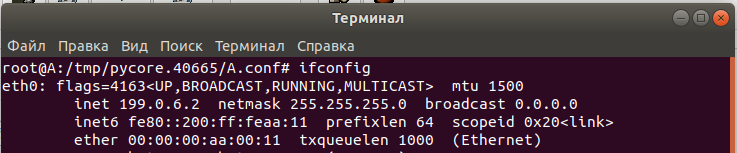 Терминал
Файл Правка Вид Поиск Терминал Справка
root@A:/tmp/pycore.40665/A.conf# ifconfig
eth0: flags=4163<UP,BROADCAST,RUNNING,MULTICAST>  mtu 1500
        inet 199.0.6.2  netmask 255.255.255.0  broadcast 0.0.0.0
        inet6 fe80::200:ff:feaa:11  prefixlen 64  scopeid 0x20<link>
        ether 00:00:00:aa:00:11  txqueuelen 1000  (Ethernet)